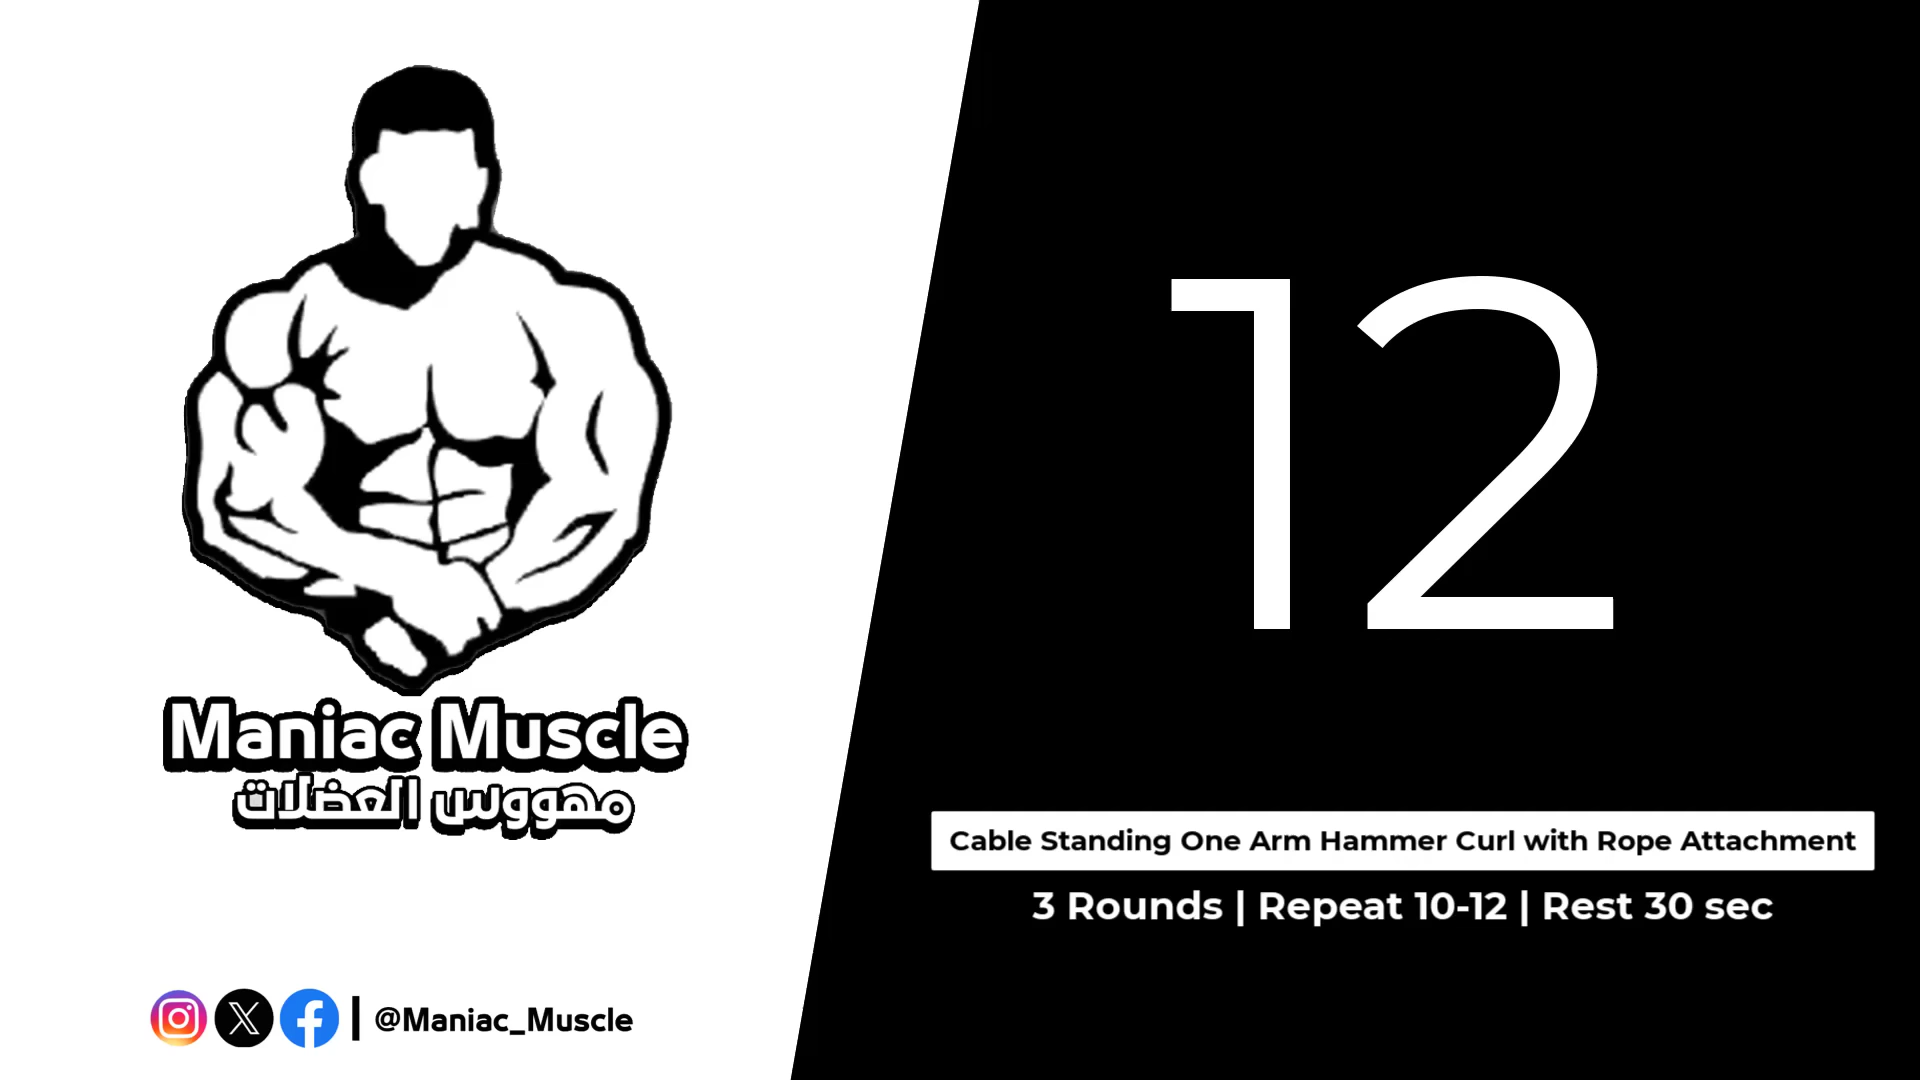 Maniac Muscle
مهووس العضلات
| @Maniac_Muscle
12
Cable Standing One Arm Hammer Curl with Rope Attachment
3 Rounds | Repeat 10-12 | Rest 30 sec